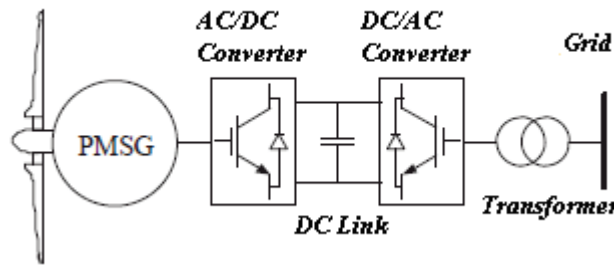 AC/DC
Converter
DC/AC
Converter
Grid
PMSG
DC Link
Transformer